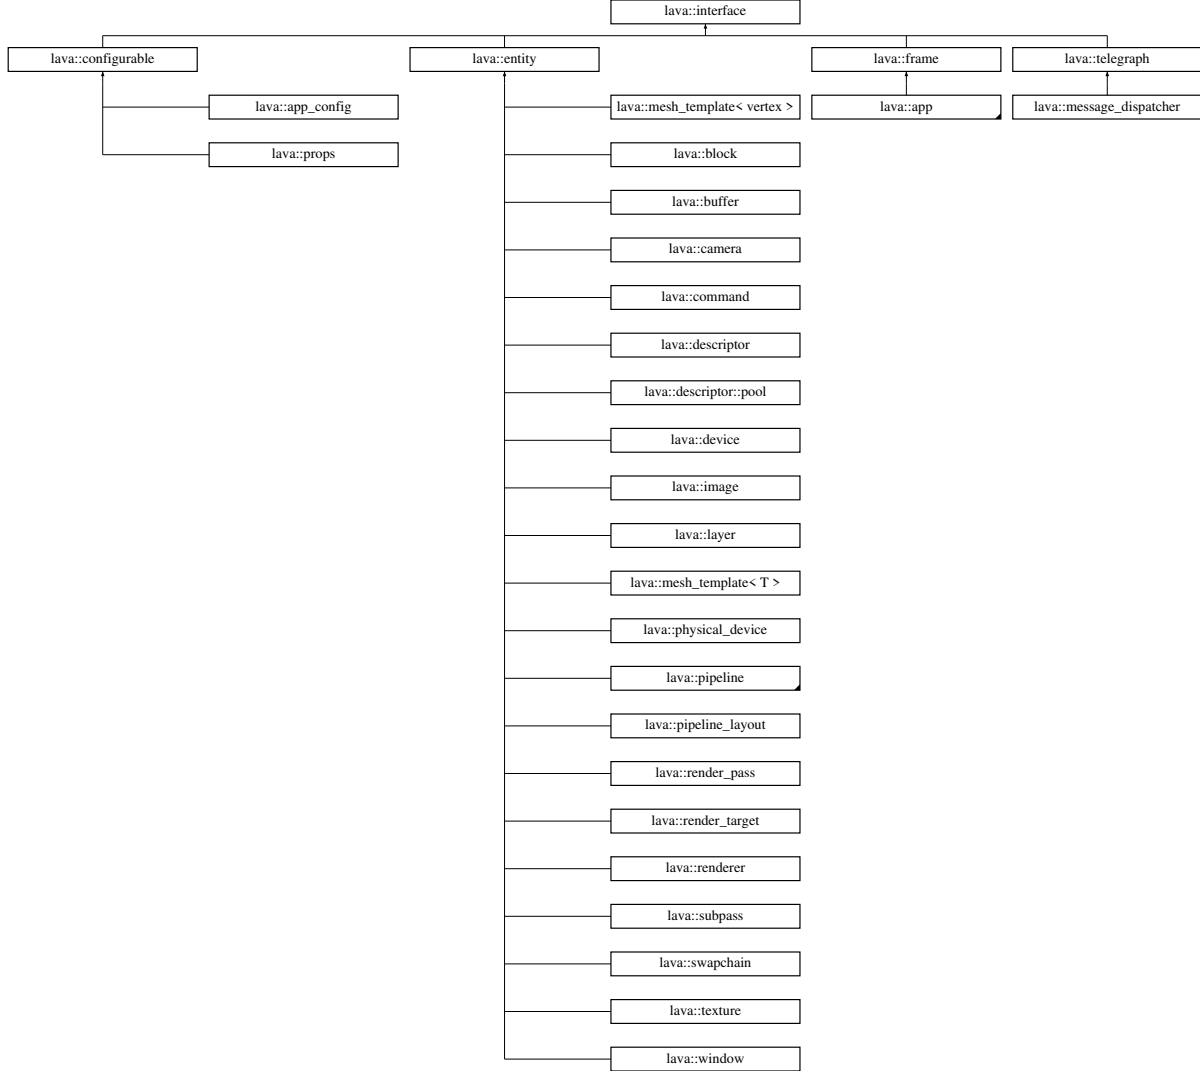 lava::interface
lava::configurable
lava::entity
lava::frame
lava::telegraph
lava::app_config
lava::mesh_template< vertex >
lava::app
lava::message_dispatcher
lava::props
lava::block
lava::buffer
lava::camera
lava::command
lava::descriptor
lava::descriptor::pool
lava::device
lava::image
lava::layer
lava::mesh_template< T >
lava::physical_device
lava::pipeline
lava::pipeline_layout
lava::render_pass
lava::render_target
lava::renderer
lava::subpass
lava::swapchain
lava::texture
lava::window